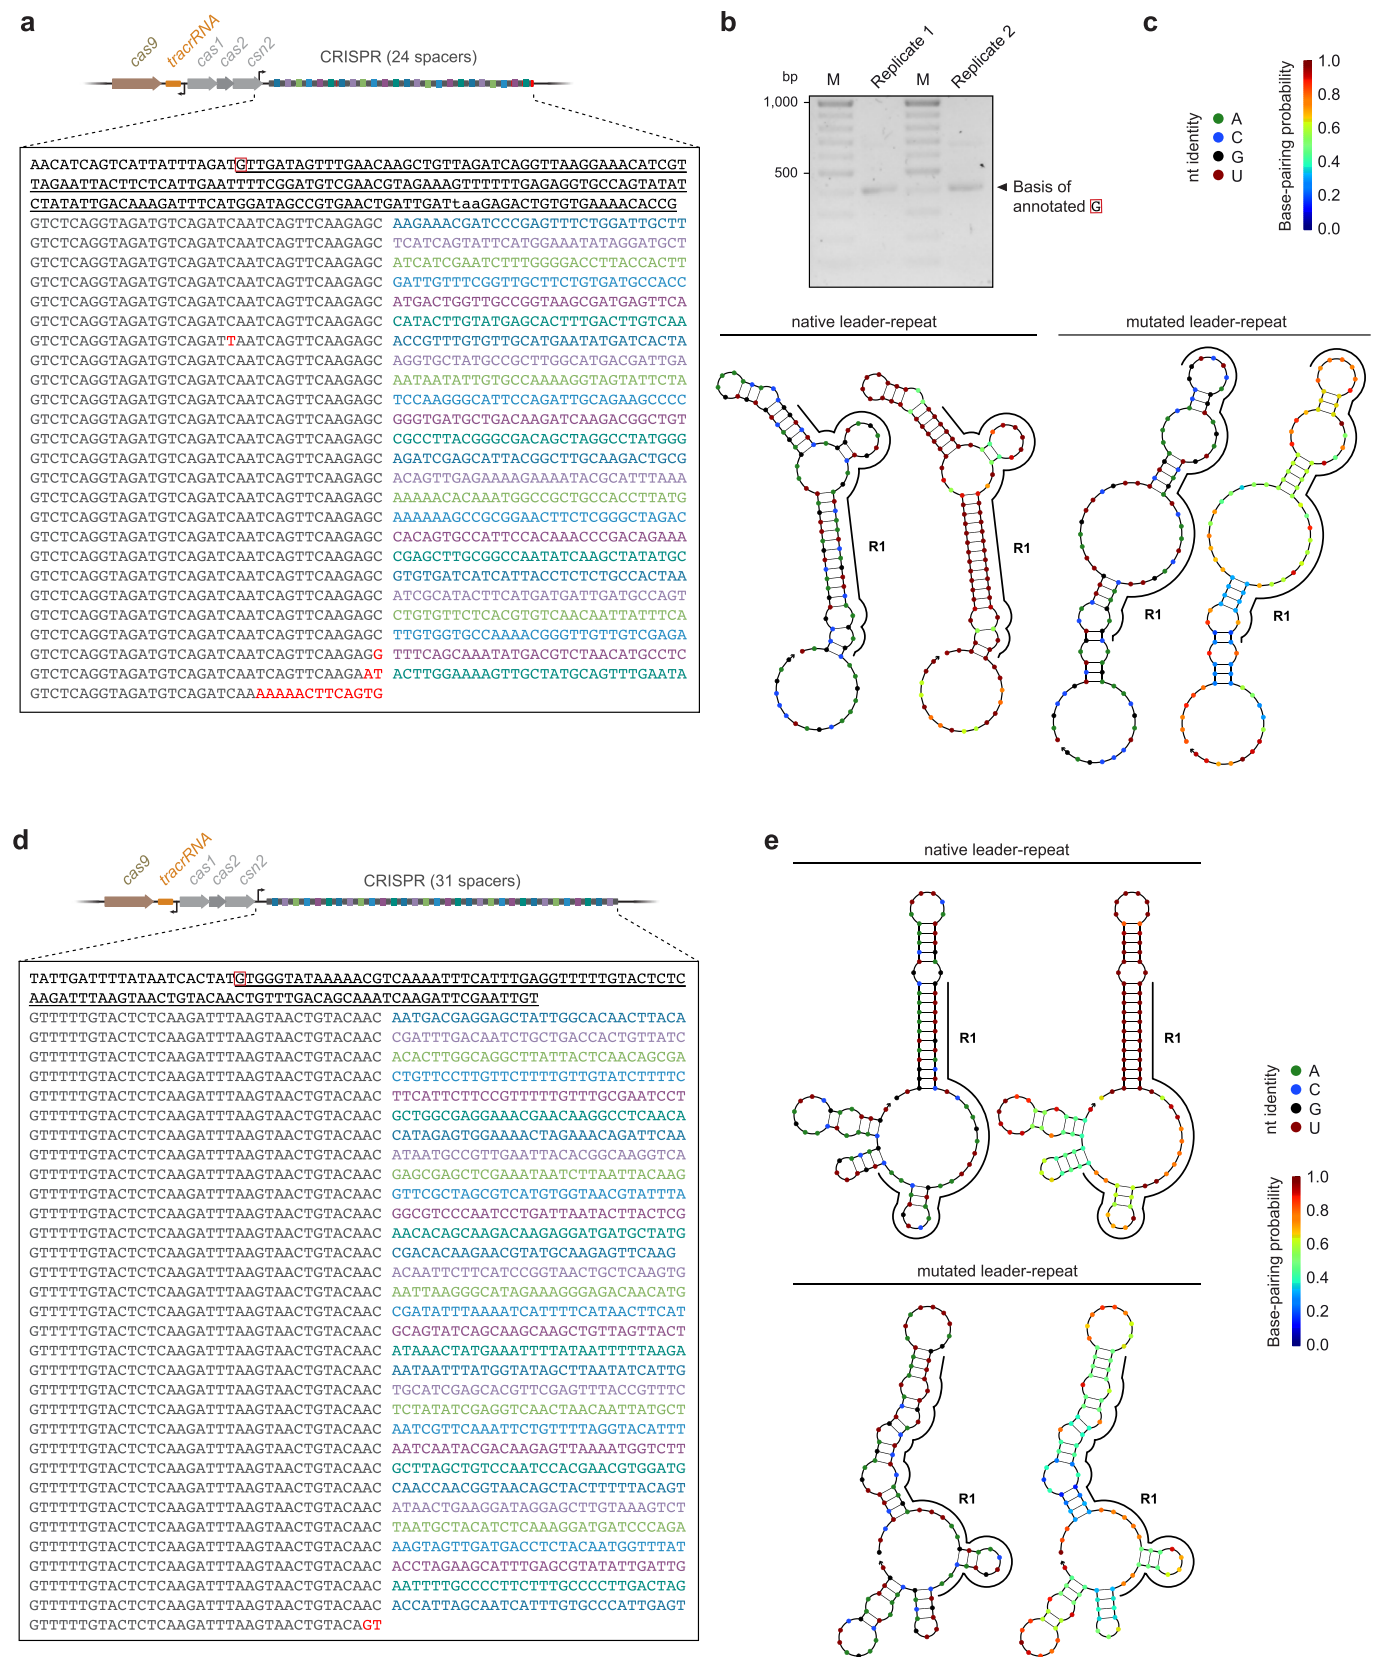 a
cas9
tracrRNA
cas1
cas2
csn2
CRISPR (24 spacers)
AACATCAGTCATTATTTAGATGTTGATAGTTTGAACAAGCTGTTAGATCAGGTTAAGGAAACATCGT
TAGAATTACTTCTCATTGAATTTTCGGATGTCGAACGTAGAAAGTTTTTTGAGAGGTGCCAGTATAT
CTATATTGACAAAGATTTCATGGATAGCCGTGAACTGATTGATtaaGAGACTGTGTGAAAACACCG
GTCTCAGGTAGATGTCAGATCAATCAGTTCAAGAGC AAGAAACGATCCCGAGTTTCTGGATTGCTT
GTCTCAGGTAGATGTCAGATCAATCAGTTCAAGAGC TCATCAGTATTCATGGAAATATAGGATGCT
GTCTCAGGTAGATGTCAGATCAATCAGTTCAAGAGC ATCATCGAATCTTTGGGGACCTTACCACTT
GTCTCAGGTAGATGTCAGATCAATCAGTTCAAGAGC GATTGTTTCGGTTGCTTCTGTGATGCCACC
GTCTCAGGTAGATGTCAGATCAATCAGTTCAAGAGC ATGACTGGTTGCCGGTAAGCGATGAGTTCA
GTCTCAGGTAGATGTCAGATCAATCAGTTCAAGAGC CATACTTGTATGAGCACTTTGACTTGTCAA
GTCTCAGGTAGATGTCAGATTAATCAGTTCAAGAGC ACCGTTTGTGTTGCATGAATATGATCACTA
GTCTCAGGTAGATGTCAGATCAATCAGTTCAAGAGC AGGTGCTATGCCGCTTGGCATGACGATTGA
GTCTCAGGTAGATGTCAGATCAATCAGTTCAAGAGC AATAATATTGTGCCAAAAGGTAGTATTCTA
GTCTCAGGTAGATGTCAGATCAATCAGTTCAAGAGC TCCAAGGGCATTCCAGATTGCAGAAGCCCC
GTCTCAGGTAGATGTCAGATCAATCAGTTCAAGAGC GGGTGATGCTGACAAGATCAAGACGGCTGT
GTCTCAGGTAGATGTCAGATCAATCAGTTCAAGAGC CGCCTTACGGGCGACAGCTAGGCCTATGGG
GTCTCAGGTAGATGTCAGATCAATCAGTTCAAGAGC AGATCGAGCATTACGGCTTGCAAGACTGCG
GTCTCAGGTAGATGTCAGATCAATCAGTTCAAGAGC ACAGTTGAGAAAAGAAAATACGCATTTAAA
GTCTCAGGTAGATGTCAGATCAATCAGTTCAAGAGC AAAAACACAAATGGCCGCTGCCACCTTATG
GTCTCAGGTAGATGTCAGATCAATCAGTTCAAGAGC AAAAAAGCCGCGGAACTTCTCGGGCTAGAC
GTCTCAGGTAGATGTCAGATCAATCAGTTCAAGAGC CACAGTGCCATTCCACAAACCCGACAGAAA
GTCTCAGGTAGATGTCAGATCAATCAGTTCAAGAGC CGAGCTTGCGGCCAATATCAAGCTATATGC
GTCTCAGGTAGATGTCAGATCAATCAGTTCAAGAGC GTGTGATCATCATTACCTCTCTGCCACTAA
GTCTCAGGTAGATGTCAGATCAATCAGTTCAAGAGC ATCGCATACTTCATGATGATTGATGCCAGT
GTCTCAGGTAGATGTCAGATCAATCAGTTCAAGAGC CTGTGTTCTCACGTGTCAACAATTATTTCA
GTCTCAGGTAGATGTCAGATCAATCAGTTCAAGAGC TTGTGGTGCCAAAACGGGTTGTTGTCGAGA
GTCTCAGGTAGATGTCAGATCAATCAGTTCAAGAGG TTTCAGCAAATATGACGTCTAACATGCCTC
GTCTCAGGTAGATGTCAGATCAATCAGTTCAAGAAT ACTTGGAAAAGTTGCTATGCAGTTTGAATA
GTCTCAGGTAGATGTCAGATCAAAAAAACTTCAGTG
b
bp
M
Replicate 1
M
Replicate 2
1,000
500
Basis of
annotated G
c
nt identity
A
C
G
U
Base-pairing probability
1.0
0.8
0.6
0.4
0.2
0.0
native leader-repeat
mutated leader-repeat
R1
R1
R1
R1
d
cas9
tracrRNA
cas1
cas2
csn2
CRISPR (31 spacers)
TATTGATTTTATAATCACTATGTGGGTATAAAAACGTCAAAATTTCATTTGAGGTTTTTGTACTCTC
AAGATTTAAGTAACTGTACAACTGTTTGACAGCAAATCAAGATTCGAATTGT
GTTTTTGTACTCTCAAGATTTAAGTAACTGTACAAC AATGACGAGGAGCTATTGGCACAACTTACA
GTTTTTGTACTCTCAAGATTTAAGTAACTGTACAAC CGATTTGACAATCTGCTGACCACTGTTATC
GTTTTTGTACTCTCAAGATTTAAGTAACTGTACAAC ACACTTGGCAGGCTTATTACTCAACAGCGA
GTTTTTGTACTCTCAAGATTTAAGTAACTGTACAAC CTGTTCCTTGTTCTTTTGTTGTATCTTTTC
GTTTTTGTACTCTCAAGATTTAAGTAACTGTACAAC TTCATTCTTCCGTTTTTGTTTGCGAATCCT
GTTTTTGTACTCTCAAGATTTAAGTAACTGTACAAC GCTGGCGAGGAAACGAACAAGGCCTCAACA
GTTTTTGTACTCTCAAGATTTAAGTAACTGTACAAC CATAGAGTGGAAAACTAGAAACAGATTCAA
GTTTTTGTACTCTCAAGATTTAAGTAACTGTACAAC ATAATGCCGTTGAATTACACGGCAAGGTCA
GTTTTTGTACTCTCAAGATTTAAGTAACTGTACAAC GAGCGAGCTCGAAATAATCTTAATTACAAG
GTTTTTGTACTCTCAAGATTTAAGTAACTGTACAAC GTTCGCTAGCGTCATGTGGTAACGTATTTA
GTTTTTGTACTCTCAAGATTTAAGTAACTGTACAAC GGCGTCCCAATCCTGATTAATACTTACTCG
GTTTTTGTACTCTCAAGATTTAAGTAACTGTACAAC AACACAGCAAGACAAGAGGATGATGCTATG
GTTTTTGTACTCTCAAGATTTAAGTAACTGTACAAC CGACACAAGAACGTATGCAAGAGTTCAAG
GTTTTTGTACTCTCAAGATTTAAGTAACTGTACAAC ACAATTCTTCATCCGGTAACTGCTCAAGTG
GTTTTTGTACTCTCAAGATTTAAGTAACTGTACAAC AATTAAGGGCATAGAAAGGGAGACAACATG
GTTTTTGTACTCTCAAGATTTAAGTAACTGTACAAC CGATATTTAAAATCATTTTCATAACTTCAT
GTTTTTGTACTCTCAAGATTTAAGTAACTGTACAAC GCAGTATCAGCAAGCAAGCTGTTAGTTACT
GTTTTTGTACTCTCAAGATTTAAGTAACTGTACAAC ATAAACTATGAAATTTTATAATTTTTAAGA
GTTTTTGTACTCTCAAGATTTAAGTAACTGTACAAC AATAATTTATGGTATAGCTTAATATCATTG
GTTTTTGTACTCTCAAGATTTAAGTAACTGTACAAC TGCATCGAGCACGTTCGAGTTTACCGTTTC
GTTTTTGTACTCTCAAGATTTAAGTAACTGTACAAC TCTATATCGAGGTCAACTAACAATTATGCT
GTTTTTGTACTCTCAAGATTTAAGTAACTGTACAAC AATCGTTCAAATTCTGTTTTAGGTACATTT
GTTTTTGTACTCTCAAGATTTAAGTAACTGTACAAC AATCAATACGACAAGAGTTAAAATGGTCTT
GTTTTTGTACTCTCAAGATTTAAGTAACTGTACAAC GCTTAGCTGTCCAATCCACGAACGTGGATG
GTTTTTGTACTCTCAAGATTTAAGTAACTGTACAAC CAACCAACGGTAACAGCTACTTTTTACAGT
GTTTTTGTACTCTCAAGATTTAAGTAACTGTACAAC ATAACTGAAGGATAGGAGCTTGTAAAGTCT
GTTTTTGTACTCTCAAGATTTAAGTAACTGTACAAC TAATGCTACATCTCAAAGGATGATCCCAGA
GTTTTTGTACTCTCAAGATTTAAGTAACTGTACAAC AAGTAGTTGATGACCTCTACAATGGTTTAT
GTTTTTGTACTCTCAAGATTTAAGTAACTGTACAAC ACCTAGAAGCATTTGAGCGTATATTGATTG
GTTTTTGTACTCTCAAGATTTAAGTAACTGTACAAC AATTTTGCCCCTTCTTTGCCCCTTGACTAG
GTTTTTGTACTCTCAAGATTTAAGTAACTGTACAAC ACCATTAGCAATCATTTGTGCCCATTGAGT
GTTTTTGTACTCTCAAGATTTAAGTAACTGTACAGT
e
native leader-repeat
R1
R1
nt identity
A
C
G
U
Base-pairing probability
1.0
0.8
0.6
0.4
0.2
0.0
mutated leader-repeat
R1
R1